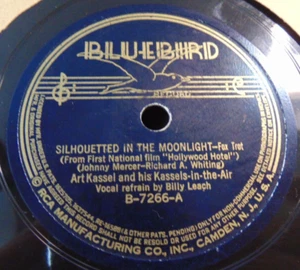 BLUEBIRD
SILHOUETTED IN THE MOONLIGHT-Fox Trot
(From First National film "Hollywood Hotel")
(Johnny Mercer-Richard A. Whiting)
Art Kassel and his Kassels-in-the-Air
Vocal refrain by Billy Leach
B-7266-A
RCA MANUFACTURING CO., INC., CAMDEN, N.J., U.S.A.